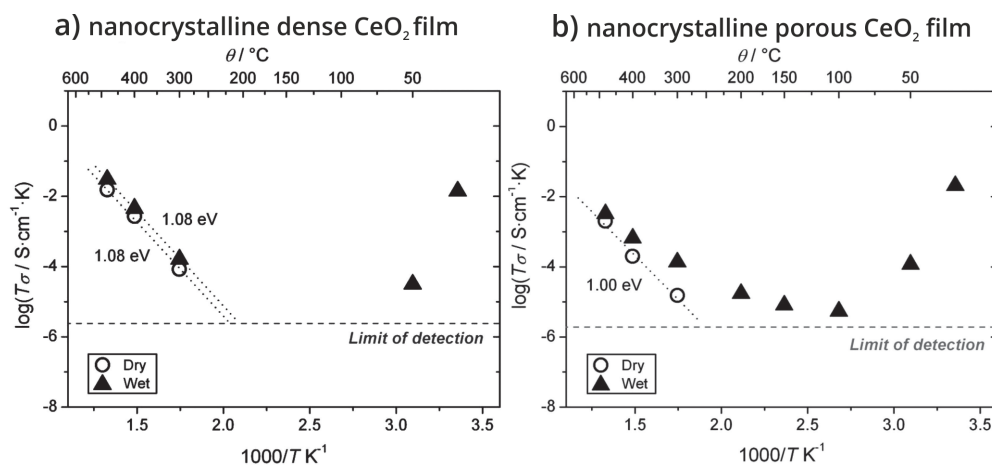 a) nanocrystalline dense CeO₂ film
θ / °C
600 400 300 200 150 100 50
0
-2
-4
-6
-8
log(Tσ / S·cm⁻¹·K)
1.08 eV
1.08 eV
Limit of detection
Dry
Wet
1.5 2.0 2.5 3.0 3.5
1000/T K⁻¹
b) nanocrystalline porous CeO₂ film
θ / °C
600 400 300 200 150 100 50
0
-2
-4
-6
-8
log(Tσ / S·cm⁻¹·K)
1.00 eV
Limit of detection
Dry
Wet
1.5 2.0 2.5 3.0 3.5
1000/T K⁻¹